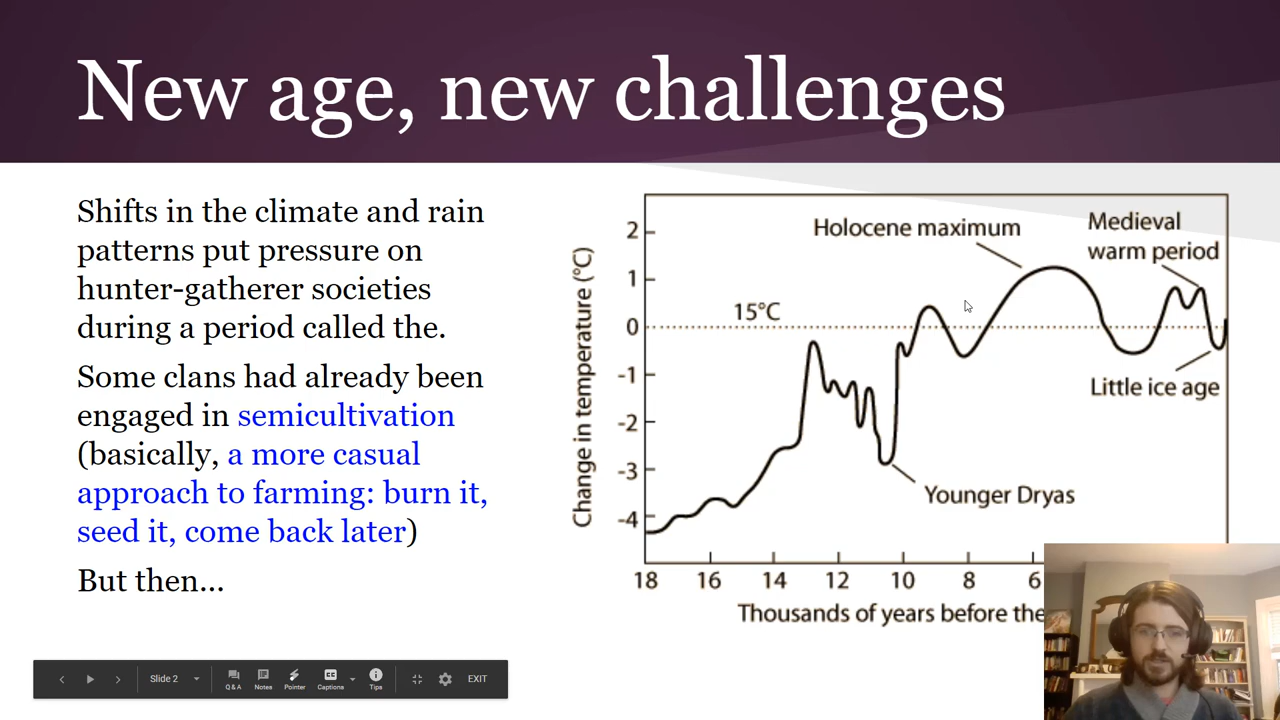 New age, new challenges
Shifts in the climate and rain
patterns put pressure on
hunter-gatherer societies
during a period called the.
Some clans had already been
engaged in semicultivation
(basically, a more casual
approach to farming: burn it,
seed it, come back later)
But then...
Holocene maximum
Medieval
warm period
15°C
Little ice age
Younger Dryas
Change in temperature (°C)
2
1
0
-1
-2
-3
-4
18 16 14 12 10 8 6
Thousands of years before the
Slide 2
Q & A
Notes
Pointer
Captions
Tips
EXIT